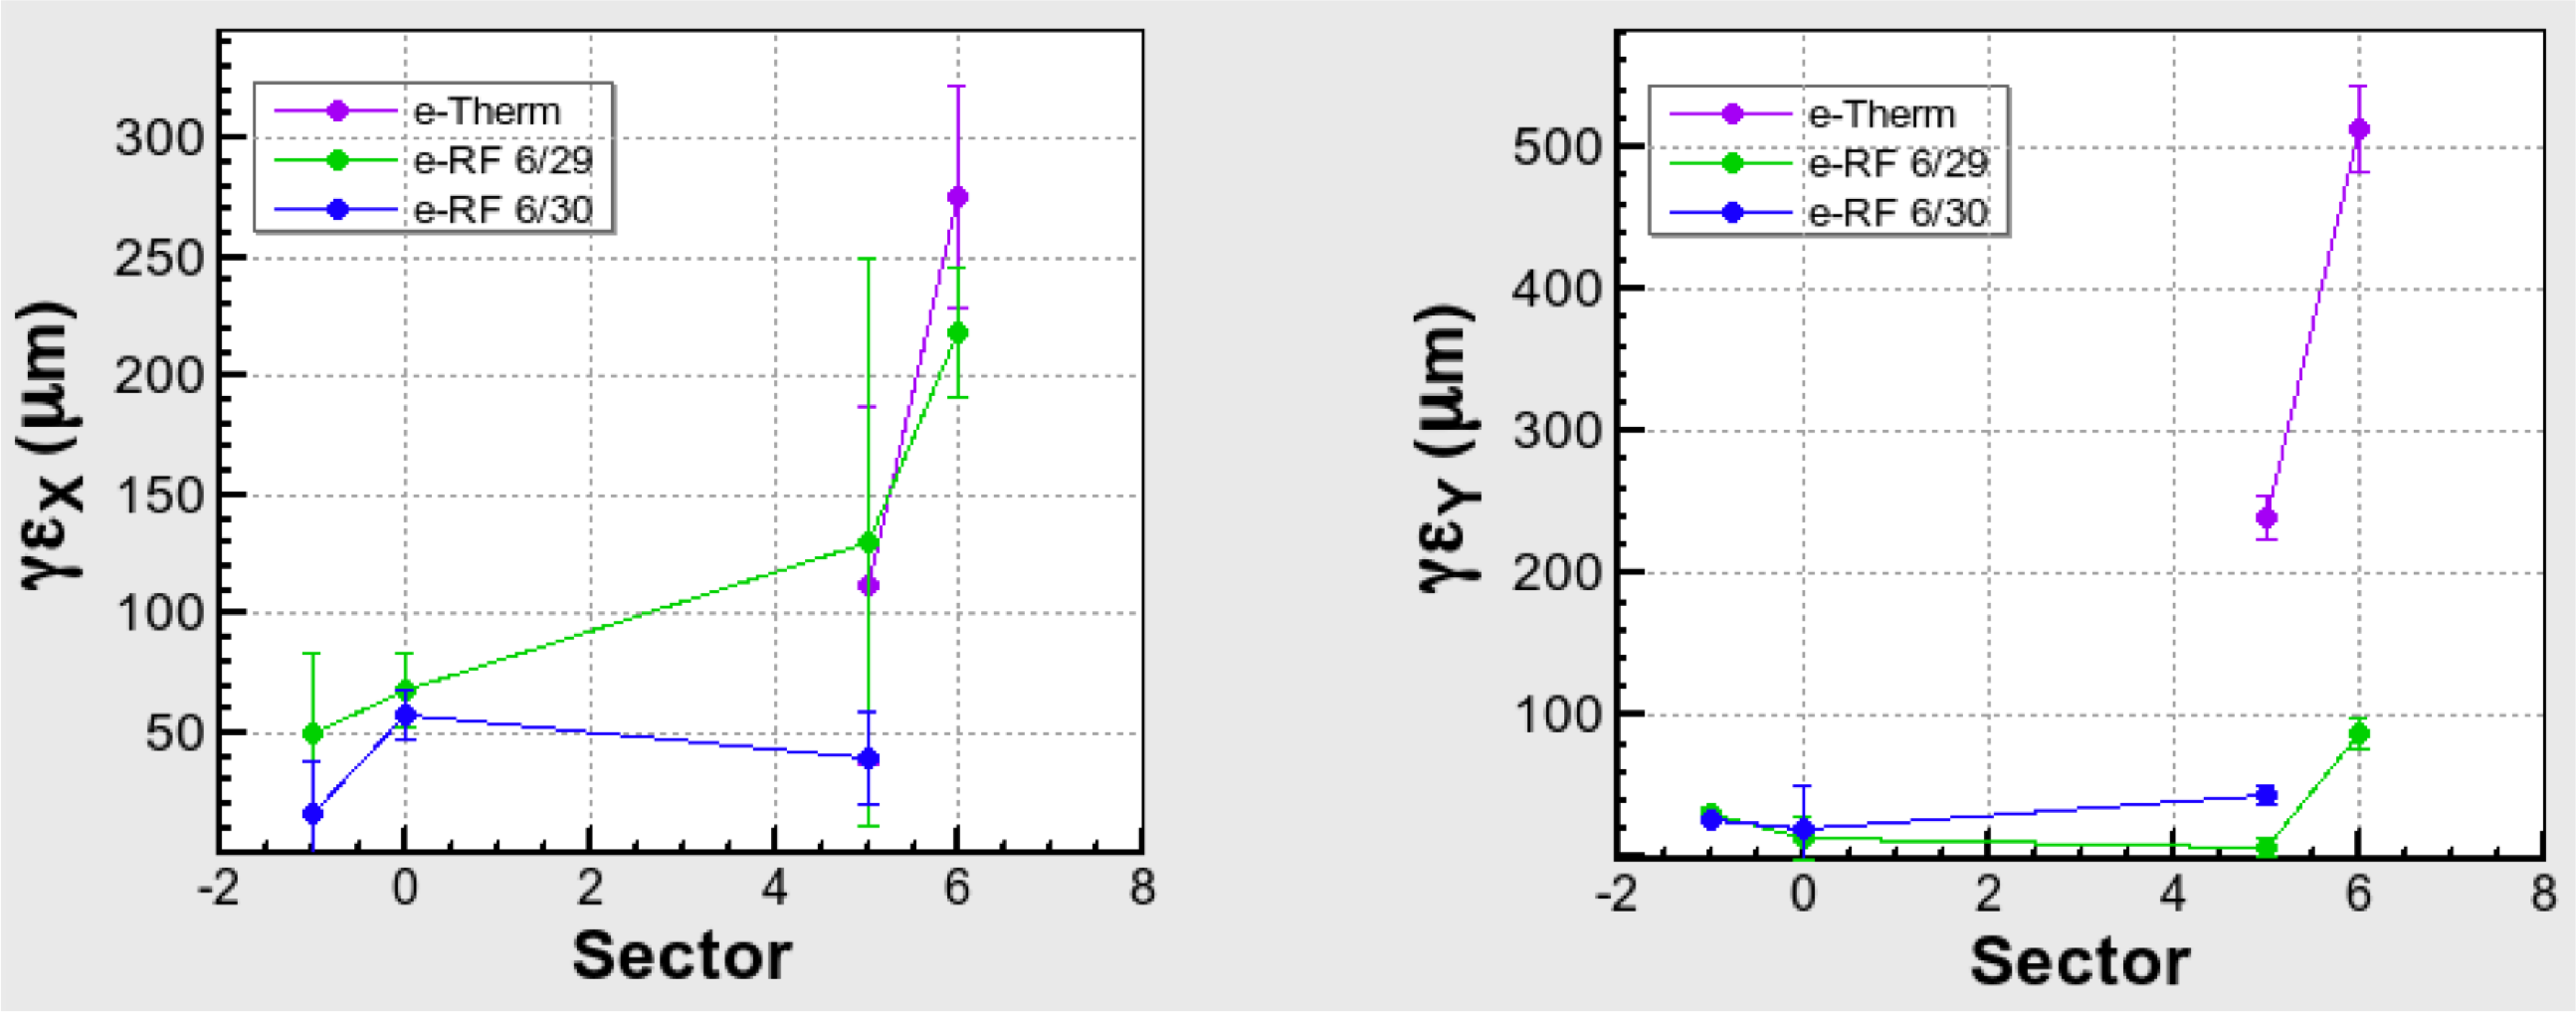 e-Therm
e-RF 6/29
e-RF 6/30
300
250
200
150
100
50
γεX (μm)
-2 0 2 4 6 8
Sector
e-Therm
e-RF 6/29
e-RF 6/30
500
400
300
200
100
γεY (μm)
-2 0 2 4 6 8
Sector